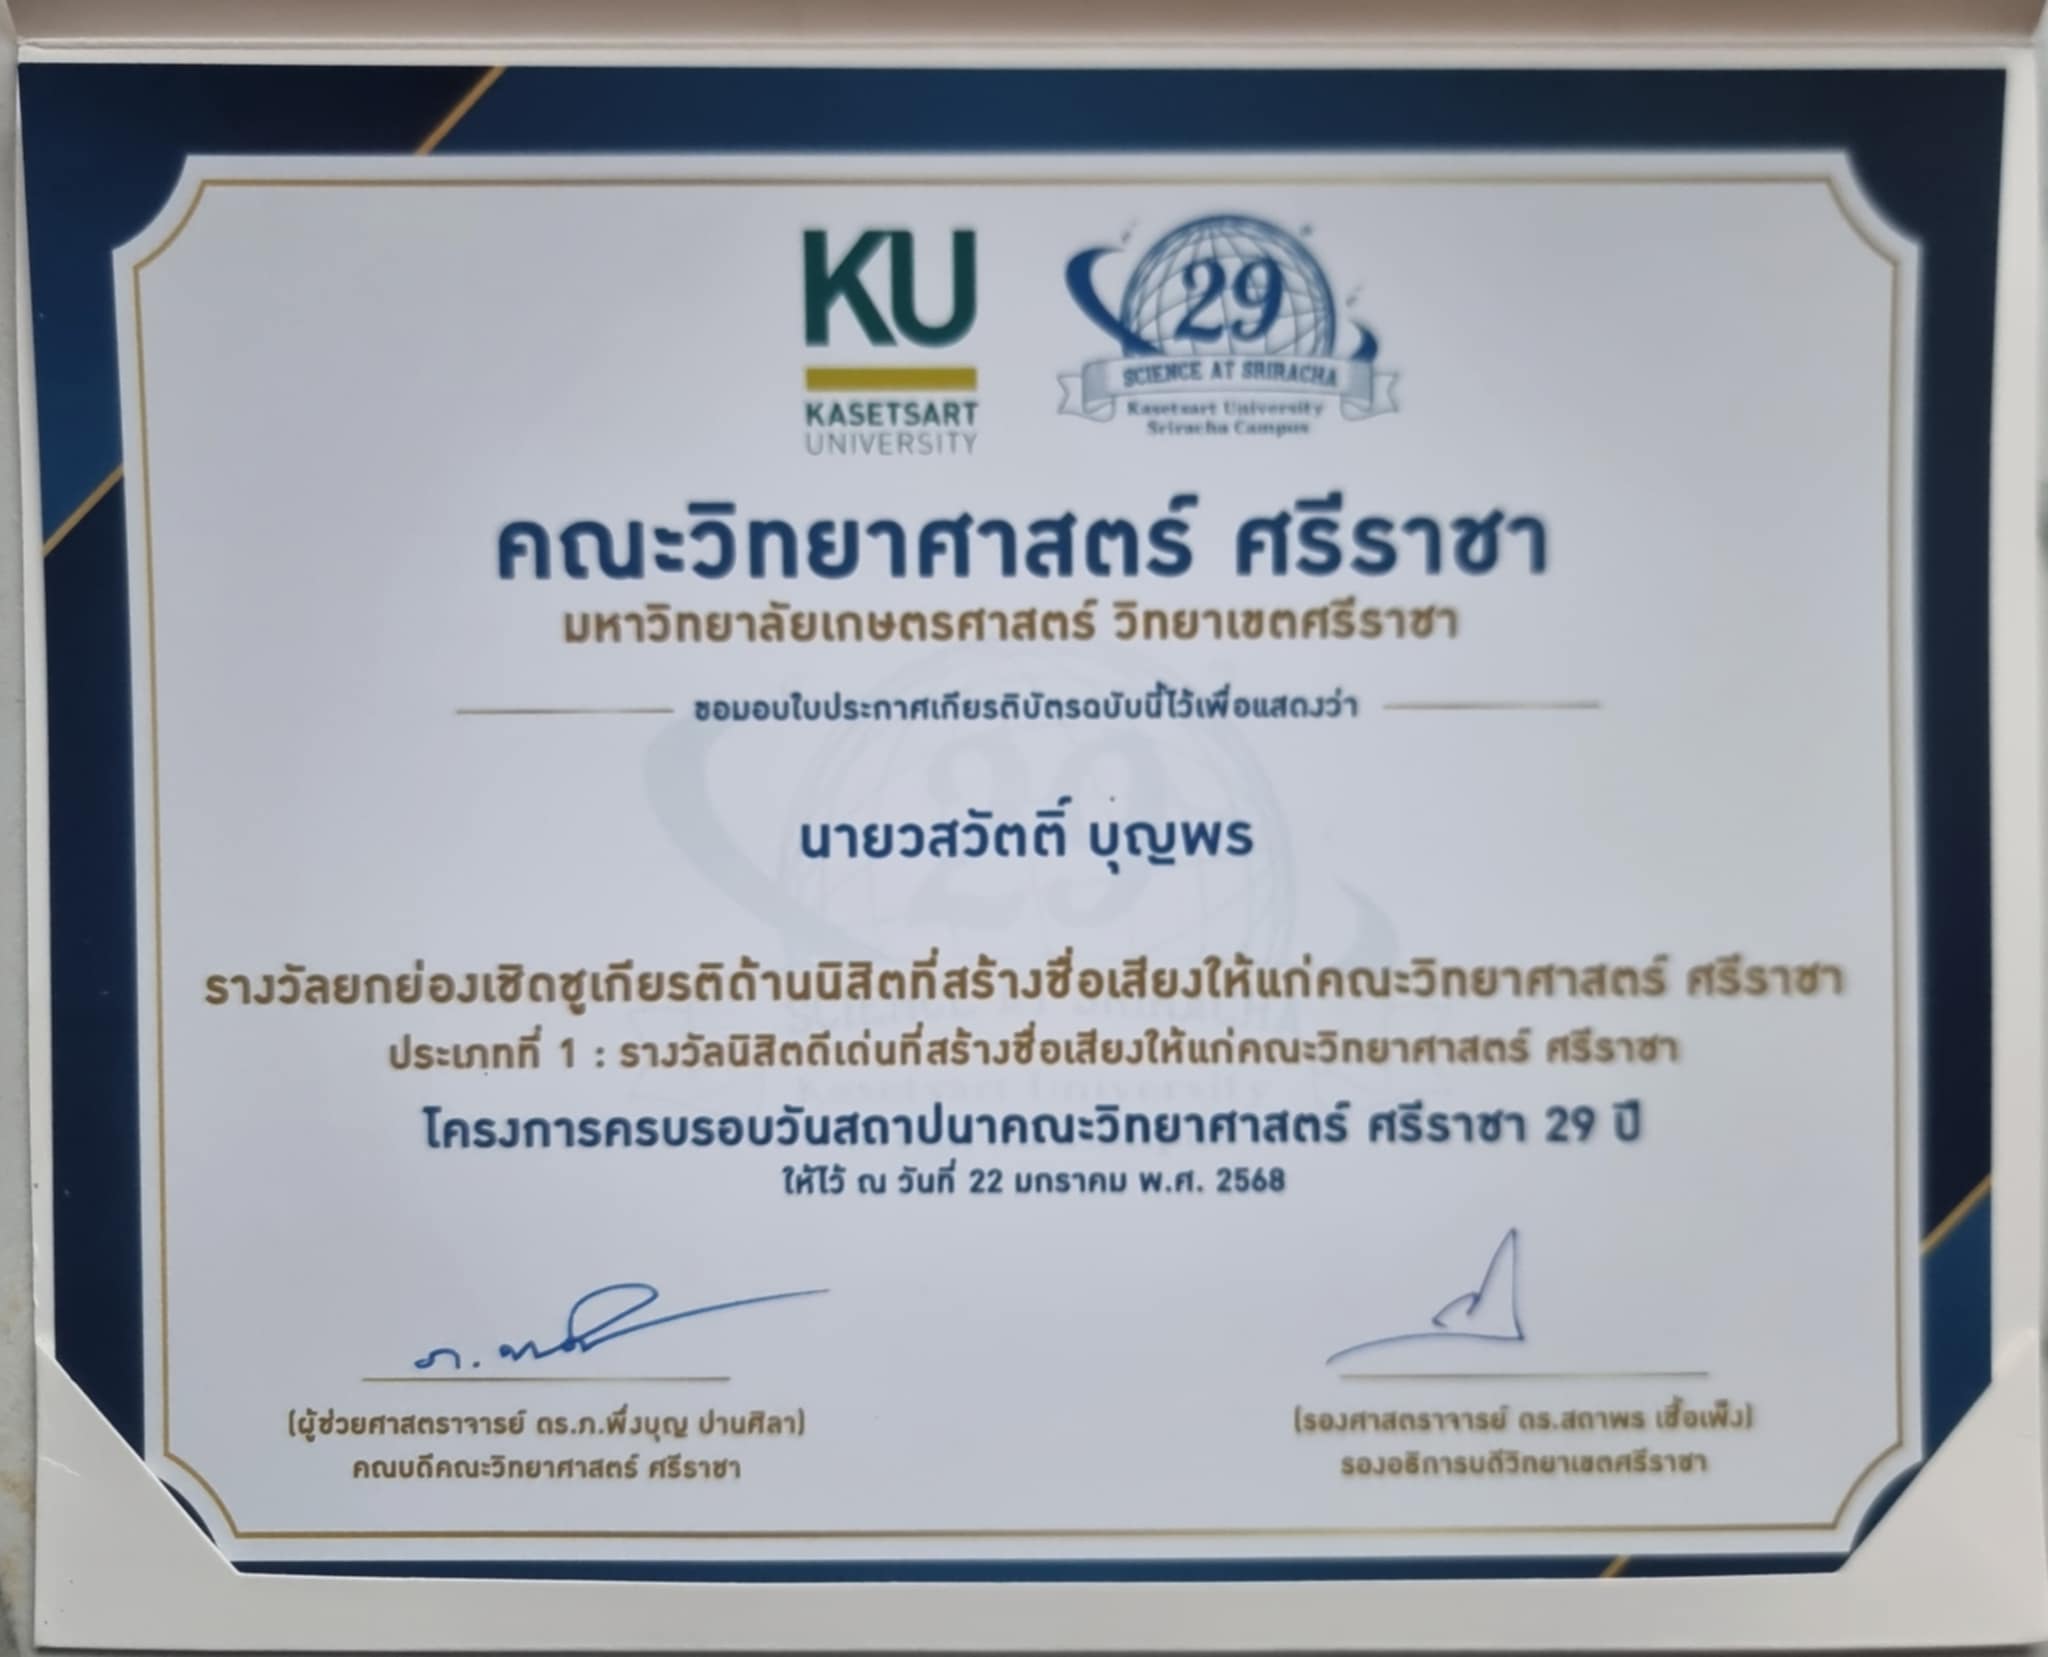 KU
KASETSART
UNIVERSITY
29
SCIENCE AT SRIRACHA
Kasetsart University
Sriracha Campus
คณะวิทยาศาสตร์ ศรีราชา
มหาวิทยาลัยเกษตรศาสตร์ วิทยาเขตศรีราชา
ขอมอบใบประกาศเกียรติบัตรฉบับนี้ไว้เพื่อแสดงว่า
นายวสวัตติ์ บุญพร
รางวัลยกย่องเชิดชูเกียรติด้านนิสิตที่สร้างชื่อเสียงให้แก่คณะวิทยาศาสตร์ ศรีราชา
ประเภทที่ 1 : รางวัลนิสิตดีเด่นที่สร้างชื่อเสียงให้แก่คณะวิทยาศาสตร์ ศรีราชา
โครงการครบรอบวันสถาปนาคณะวิทยาศาสตร์ ศรีราชา 29 ปี
ให้ไว้ ณ วันที่ 22 มกราคม พ.ศ. 2568
(ผู้ช่วยศาสตราจารย์ ดร.ภ.พึ่งบุญ ปานศิลา)
คณบดีคณะวิทยาศาสตร์ ศรีราชา
(รองศาสตราจารย์ ดร.สถาพร เชื้อเพ็ง)
รองอธิการบดีวิทยาเขตศรีราชา